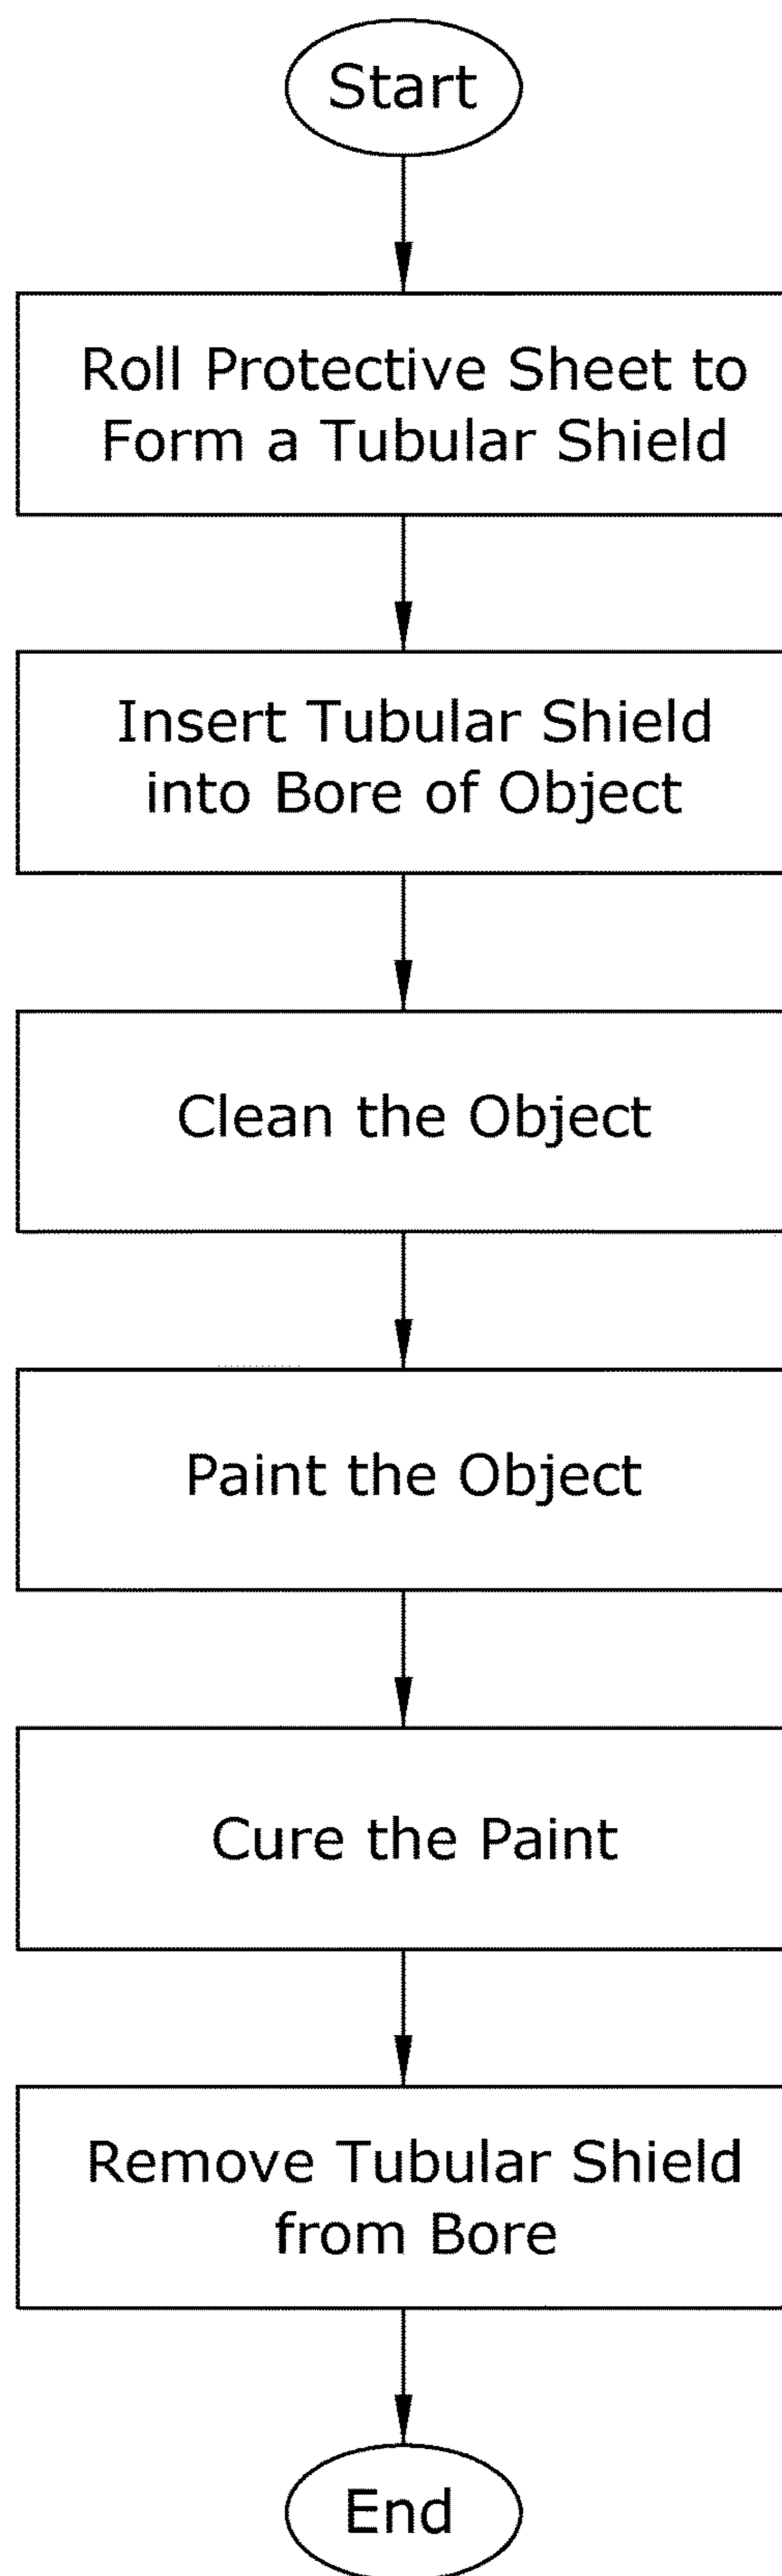 Start
Roll Protective Sheet to
Form a Tubular Shield
Insert Tubular Shield
into Bore of Object
Clean the Object
Paint the Object
Cure the Paint
Remove Tubular Shield
from Bore
End